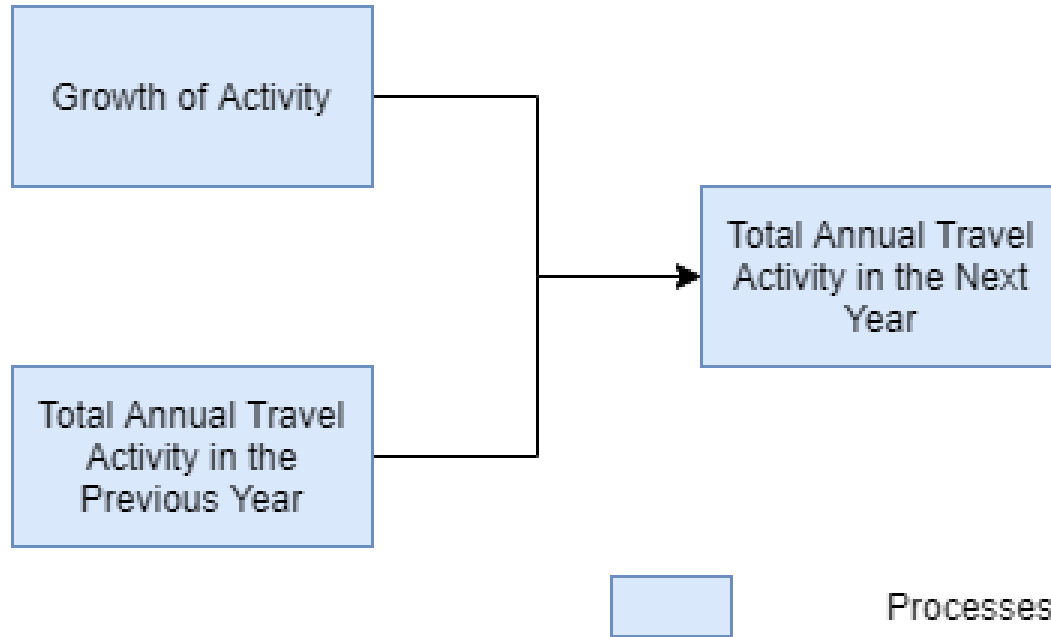 Growth of Activity
Total Annual Travel
Activity in the Next
Year
Total Annual Travel
Activity in the
Previous Year
Processes